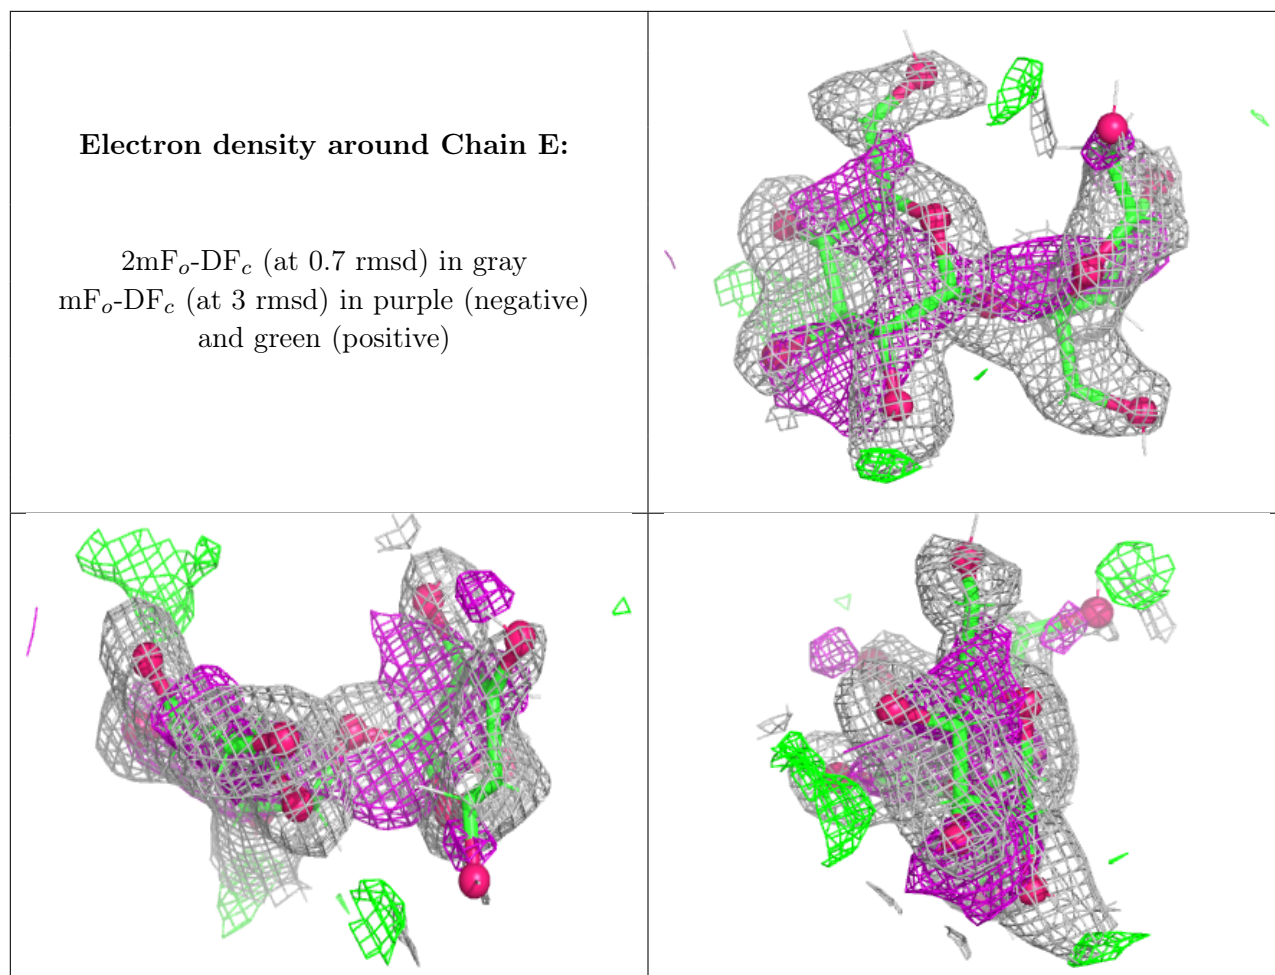 Electron density around Chain E:
2mFo-DFc (at 0.7 rmsd) in gray
mFo-DFc (at 3 rmsd) in purple (negative)
and green (positive)